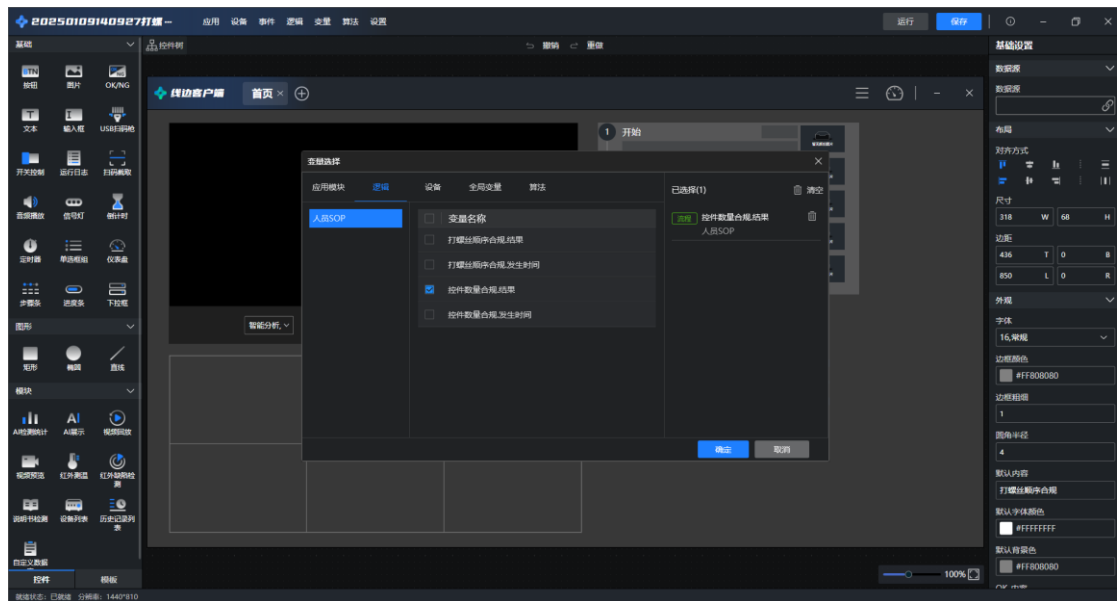 20250109140927打螺... 应用 设备 事件 逻辑 变量 算法 设置 运行 保存
基础 控件树 撤销 重做 基础设置
BTN
按钮 图片 OK/NG
文本 输入框 USB扫码枪
开关控制 运行日志 扫码截取
音频播放 信号灯 倒计时
定时器 单选框组 仪表盘
步骤条 进度条 下拉框
图形
矩形 椭圆 直线
模块
AI检测统计 AI展示 视频回放
视频预览 红外测温 红外缺陷检测
说明书检测 设备列表 历史记录列表
自定义数据
控件 模板
就绪状态: 已就绪 分辨率: 1440*810
线边客户端 首页
1 开始
智能分析,
变量选择
应用模块 逻辑 设备 全局变量 算法
已选择(1) 清空
人员SOP
变量名称
打螺丝顺序合规.结果
打螺丝顺序合规.发生时间
控件数量合规.结果
控件数量合规.发生时间
流程 控件数量合规.结果
人员SOP
确定 取消
100%
数据源
数据源
布局
对齐方式
尺寸
318 W 68 H
边距
436 T 0 B
850 L 0 R
外观
字体
16,常规
边框颜色
#FF808080
边框粗细
1
圆角半径
4
默认内容
打螺丝顺序合规
默认字体颜色
#FFFFFFFF
默认背景色
#FF808080